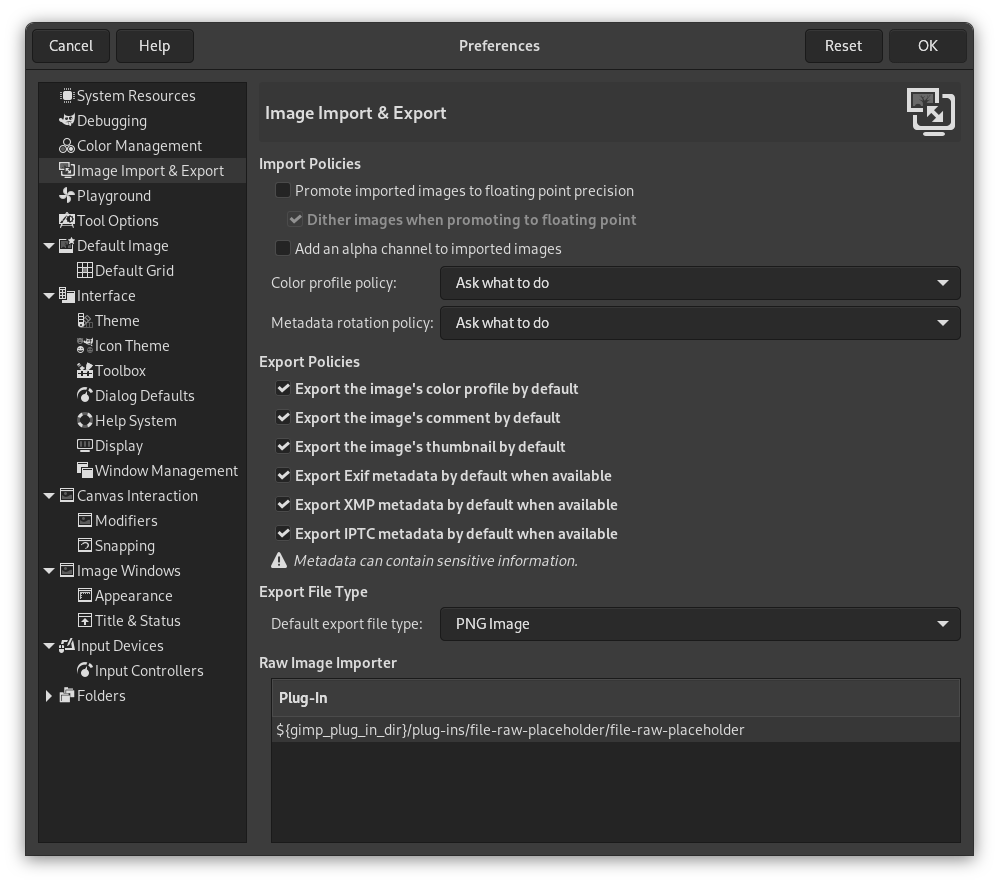 Cancel Help Preferences Reset OK
System Resources
Debugging
Color Management
Image Import & Export
Playground
Tool Options
Default Image
Default Grid
Interface
Theme
Icon Theme
Toolbox
Dialog Defaults
Help System
Display
Window Management
Canvas Interaction
Modifiers
Snapping
Image Windows
Appearance
Title & Status
Input Devices
Input Controllers
Folders
Image Import & Export
Import Policies
Promote imported images to floating point precision
Dither images when promoting to floating point
Add an alpha channel to imported images
Color profile policy: Ask what to do
Metadata rotation policy: Ask what to do
Export Policies
Export the image's color profile by default
Export the image's comment by default
Export the image's thumbnail by default
Export Exif metadata by default when available
Export XMP metadata by default when available
Export IPTC metadata by default when available
Metadata can contain sensitive information.
Export File Type
Default export file type: PNG Image
Raw Image Importer
Plug-In
${gimp_plug_in_dir}/plug-ins/file-raw-placeholder/file-raw-placeholder